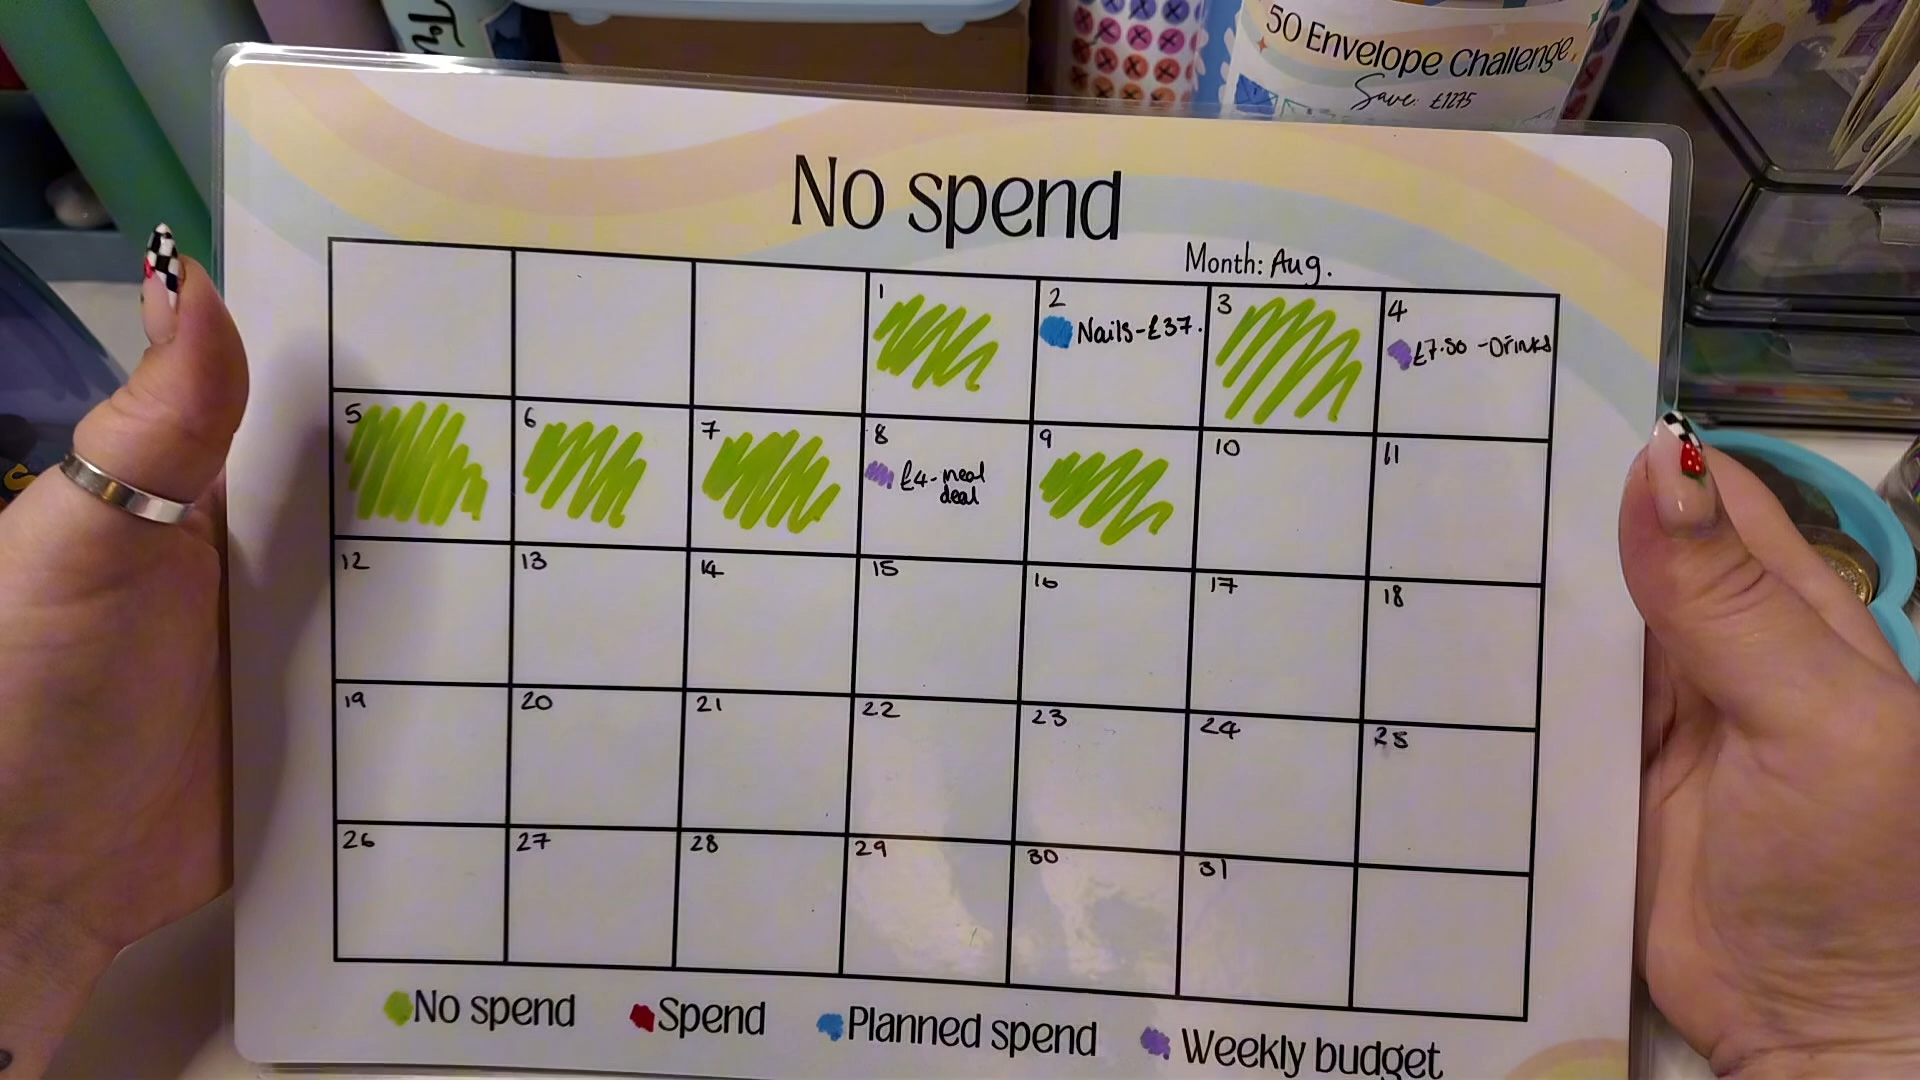 50 Envelope Challenge
Save: £1275
No spend
Month: Aug.
1
2
Nails-£37.
3
4
£7.50 -Drinks
5
6
7
8
£4-meal
deal
9
10
11
12
13
14
15
16
17
18
19
20
21
22
23
24
25
26
27
28
29
30
31
No spend
Spend
Planned spend
Weekly budget